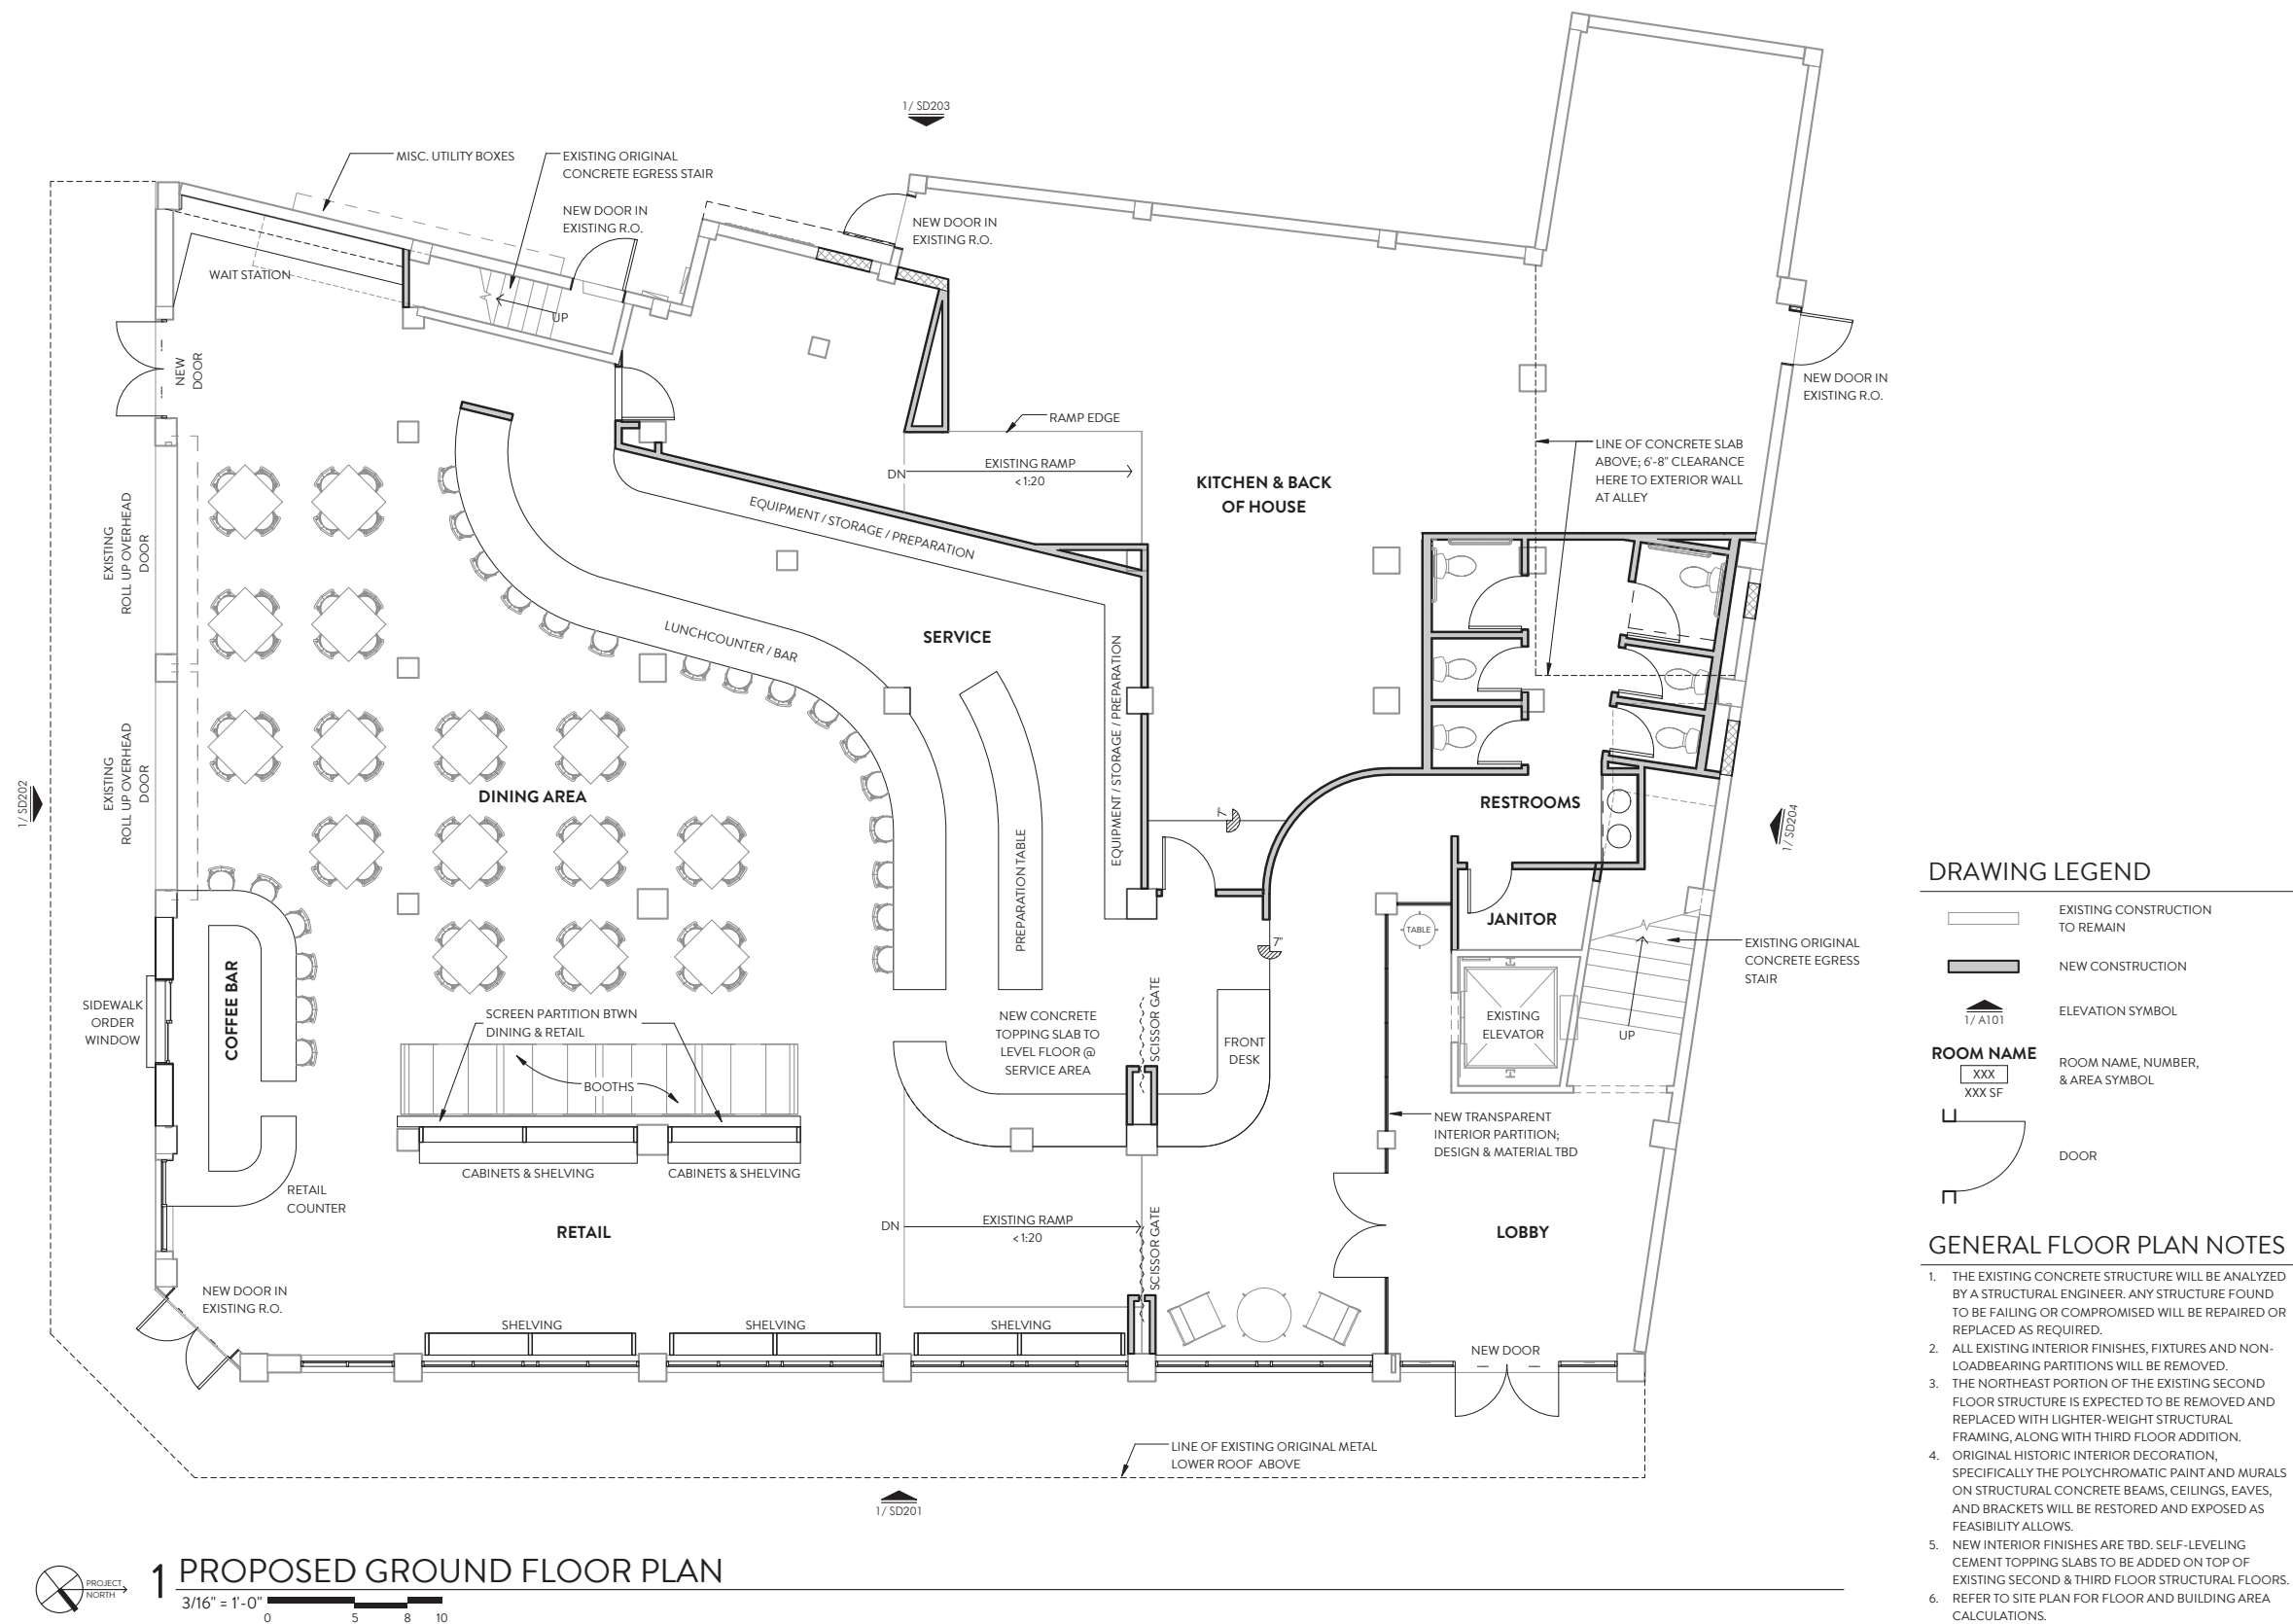 1/ SD203
MISC. UTILITY BOXES
EXISTING ORIGINAL
CONCRETE EGRESS STAIR
NEW DOOR IN
EXISTING R.O.
NEW DOOR IN
EXISTING R.O.
WAIT STATION
UP
NEW
DOOR
NEW DOOR IN
EXISTING R.O.
RAMP EDGE
DN
EXISTING RAMP
< 1:20
KITCHEN & BACK
OF HOUSE
LINE OF CONCRETE SLAB
ABOVE; 6'-8" CLEARANCE
HERE TO EXTERIOR WALL
AT ALLEY
EXISTING
ROLL UP OVERHEAD
DOOR
EQUIPMENT / STORAGE / PREPARATION
LUNCHCOUNTER / BAR
SERVICE
EQUIPMENT / STORAGE / PREPARATION
EXISTING
ROLL UP OVERHEAD
DOOR
1/ SD202
DINING AREA
PREPARATION TABLE
7"
RESTROOMS
1/ SD204
JANITOR
TABLE
7"
EXISTING ORIGINAL
CONCRETE EGRESS
STAIR
SIDEWALK
ORDER
WINDOW
COFFEE BAR
SCREEN PARTITION BTWN
DINING & RETAIL
BOOTHS
NEW CONCRETE
TOPPING SLAB TO
LEVEL FLOOR @
SERVICE AREA
SCISSOR GATE
FRONT
DESK
EXISTING
ELEVATOR
UP
NEW TRANSPARENT
INTERIOR PARTITION;
DESIGN & MATERIAL TBD
CABINETS & SHELVING
CABINETS & SHELVING
RETAIL
COUNTER
RETAIL
DN
EXISTING RAMP
< 1:20
SCISSOR GATE
LOBBY
NEW DOOR IN
EXISTING R.O.
SHELVING
SHELVING
SHELVING
NEW DOOR
LINE OF EXISTING ORIGINAL METAL
LOWER ROOF ABOVE
1/ SD201
DRAWING LEGEND
EXISTING CONSTRUCTION
TO REMAIN
NEW CONSTRUCTION
1/ A101
ELEVATION SYMBOL
ROOM NAME
XXX
XXX SF
ROOM NAME, NUMBER,
& AREA SYMBOL
DOOR
GENERAL FLOOR PLAN NOTES
1. THE EXISTING CONCRETE STRUCTURE WILL BE ANALYZED
BY A STRUCTURAL ENGINEER. ANY STRUCTURE FOUND
TO BE FAILING OR COMPROMISED WILL BE REPAIRED OR
REPLACED AS REQUIRED.
2. ALL EXISTING INTERIOR FINISHES, FIXTURES AND NON-
LOADBEARING PARTITIONS WILL BE REMOVED.
3. THE NORTHEAST PORTION OF THE EXISTING SECOND
FLOOR STRUCTURE IS EXPECTED TO BE REMOVED AND
REPLACED WITH LIGHTER-WEIGHT STRUCTURAL
FRAMING, ALONG WITH THIRD FLOOR ADDITION.
4. ORIGINAL HISTORIC INTERIOR DECORATION,
SPECIFICALLY THE POLYCHROMATIC PAINT AND MURALS
ON STRUCTURAL CONCRETE BEAMS, CEILINGS, EAVES,
AND BRACKETS WILL BE RESTORED AND EXPOSED AS
FEASIBILITY ALLOWS.
5. NEW INTERIOR FINISHES ARE TBD. SELF-LEVELING
CEMENT TOPPING SLABS TO BE ADDED ON TOP OF
EXISTING SECOND & THIRD FLOOR STRUCTURAL FLOORS.
6. REFER TO SITE PLAN FOR FLOOR AND BUILDING AREA
CALCULATIONS.
PROJECT
NORTH
1 PROPOSED GROUND FLOOR PLAN
3/16" = 1'-0"
0 5 8 10